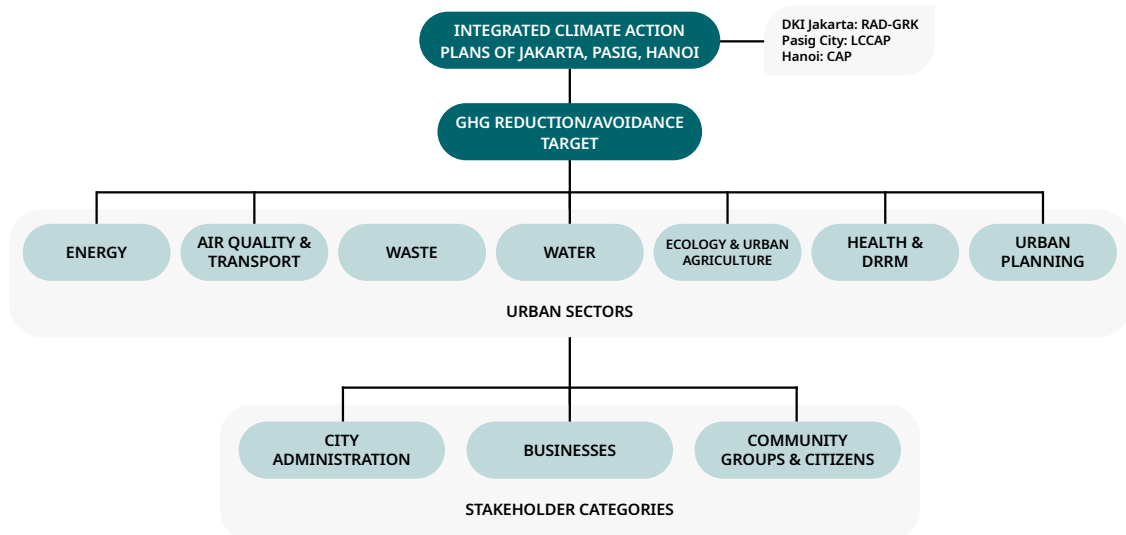 INTEGRATED CLIMATE ACTION
PLANS OF JAKARTA, PASIG, HANOI
DKI Jakarta: RAD-GRK
Pasig City: LCCAP
Hanoi: CAP
GHG REDUCTION/AVOIDANCE
TARGET
ENERGY
AIR QUALITY &
TRANSPORT
WASTE
WATER
ECOLOGY & URBAN
AGRICULTURE
HEALTH &
DRRM
URBAN
PLANNING
URBAN SECTORS
CITY
ADMINISTRATION
BUSINESSES
COMMUNITY
GROUPS & CITIZENS
STAKEHOLDER CATEGORIES